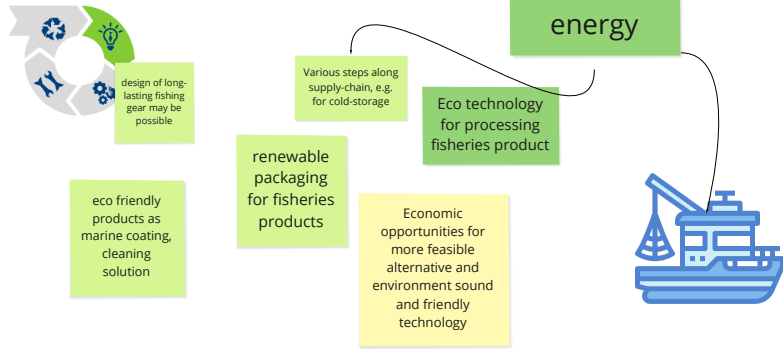 energy
design of long-
lasting fishing
gear may be
possible
Various steps along
supply-chain, e.g.
for cold-storage
Eco technology
for processing
fisheries product
renewable
packaging
for fisheries
products
eco friendly
products as
marine coating,
cleaning
solution
Economic
opportunities for
more feasible
alternative and
environment sound
and friendly
technology